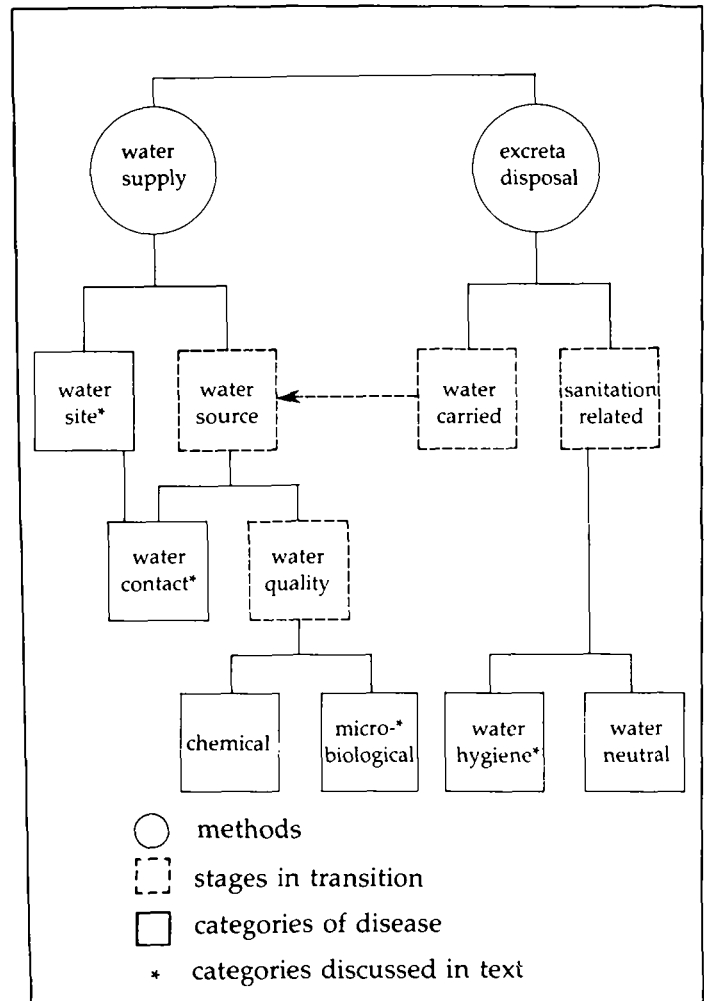 water
supply
excreta
disposal
water
site*
water
source
water
carried
sanitation
related
water
contact*
water
quality
chemical
micro-*
biological
water
hygiene*
water
neutral
methods
stages in transition
categories of disease
* categories discussed in text